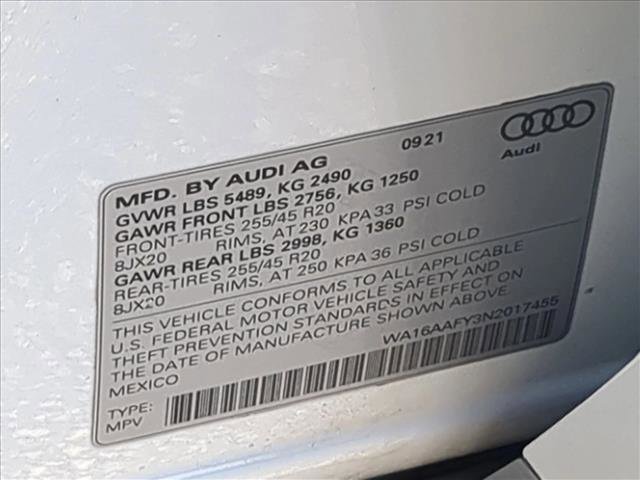 09 21
Audi
MFD. BY AUDI AG
GVWR LBS 5489, KG 2490
GAWR FRONT LBS 2756, KG 1250
FRONT-TIRES 255/45 R20
8JX20 RIMS, AT 230 KPA 33 PSI COLD
GAWR REAR LBS 2998, KG 1360
REAR-TIRES 255/45 R20
8JX20 RIMS, AT 250 KPA 36 PSI COLD
THIS VEHICLE CONFORMS TO ALL APPLICABLE
U.S. FEDERAL MOTOR VEHICLE SAFETY AND
THEFT PREVENTION STANDARDS IN EFFECT ON
THE DATE OF MANUFACTURE SHOWN ABOVE.
MEXICO
WA16AAFY3N2017455
TYPE:
MPV